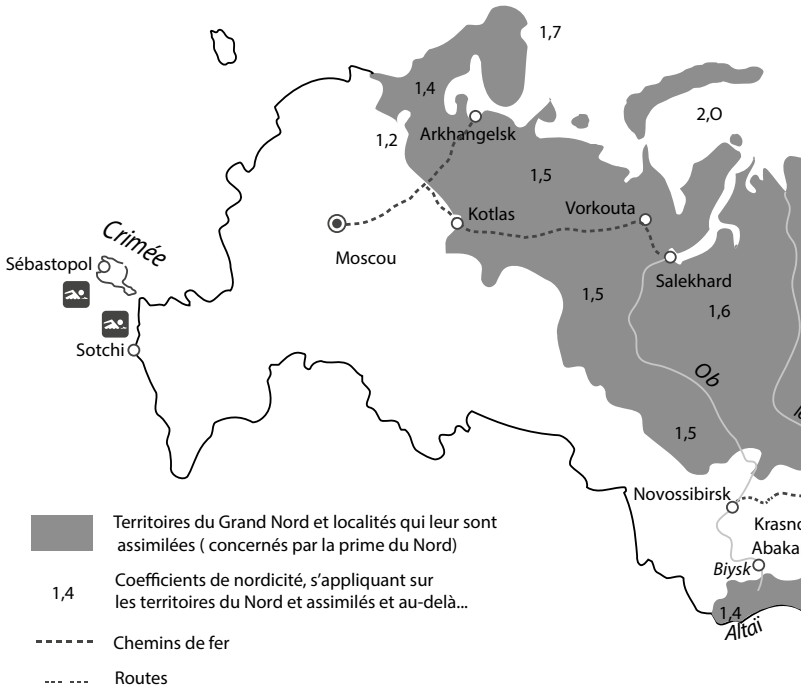 1,7
1,4
2,0
Arkhangelsk
1,2
1,5
Kotlas
Vorkouta
Crimée
Moscou
Sébastopol
Salekhard
1,5
1,6
Sotchi
Ob
1,5
Novossibirsk
Krasno
Abaka
Biysk
1,4
Altaï
Territoires du Grand Nord et localités qui leur sont
assimilées ( concernés par la prime du Nord)
1,4
Coefficients de nordicité, s'appliquant sur
les territoires du Nord et assimilés et au-delà...
Chemins de fer
Routes